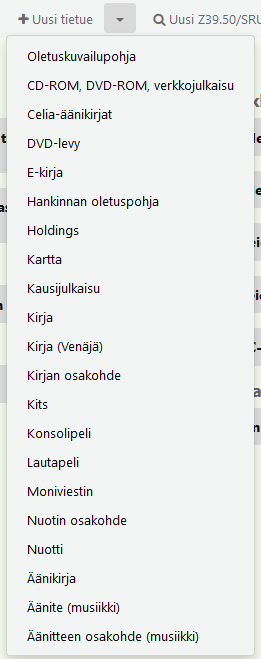 Uusi tietue
Uusi Z39.50/SRU
Oletuskuvailupohja
CD-ROM, DVD-ROM, verkkojulkaisu
Celia-äänikirjat
DVD-levy
E-kirja
Hankinnan oletuspohja
Holdings
Kartta
Kausijulkaisu
Kirja
Kirja (Venäjä)
Kirjan osakohde
Kits
Konsolipeli
Lautapeli
Moniviestin
Nuotin osakohde
Nuotti
Äänikirja
Äänite (musiikki)
Äänitteen osakohde (musiikki)